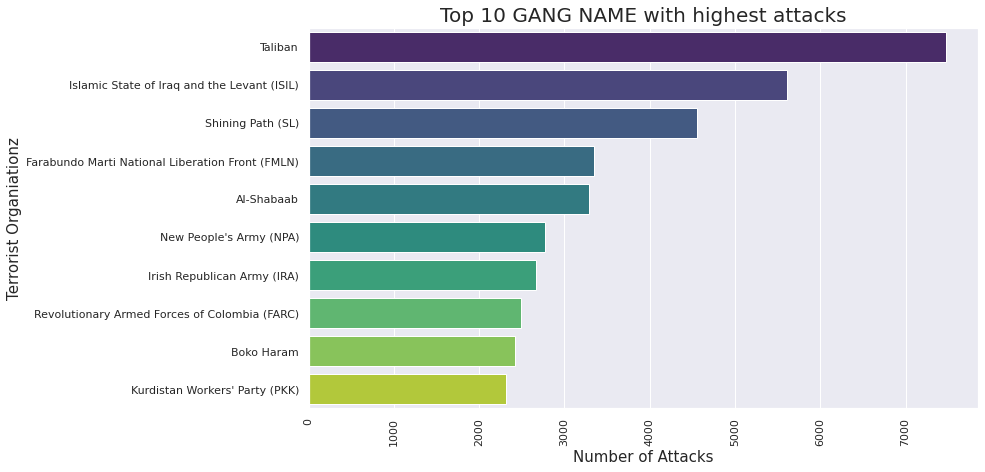 Top 10 GANG NAME with highest attacks
Terrorist Organiationz
Taliban
Islamic State of Iraq and the Levant (ISIL)
Shining Path (SL)
Farabundo Marti National Liberation Front (FMLN)
Al-Shabaab
New People's Army (NPA)
Irish Republican Army (IRA)
Revolutionary Armed Forces of Colombia (FARC)
Boko Haram
Kurdistan Workers' Party (PKK)
0
1000
2000
3000
4000
5000
6000
7000
Number of Attacks